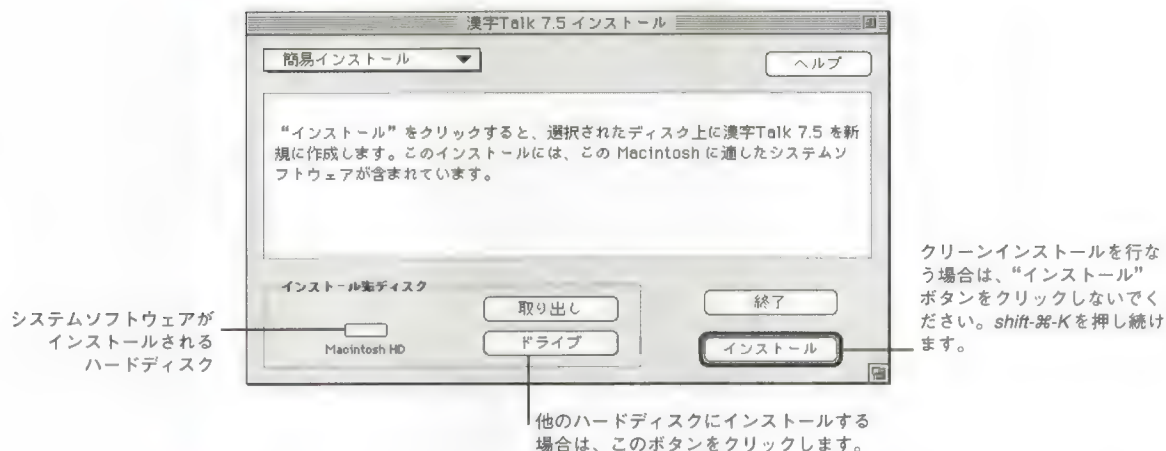 漢字Talk 7.5 インストール
簡易インストール
ヘルプ
“インストール” をクリックすると、選択されたディスク上に漢字Talk 7.5 を新
規に作成します。このインストールには、この Macintosh に適したシステムソ
フトウェアが含まれています。
インストール先ディスク
取り出し
終了
Macintosh HD
ドライブ
インストール
システムソフトウェアが
インストールされる
ハードディスク
クリーンインストールを行な
う場合は、“インストール”
ボタンをクリックしないでく
ださい。shift-⌘-Kを押し続け
ます。
他のハードディスクにインストールする
場合は、このボタンをクリックします。